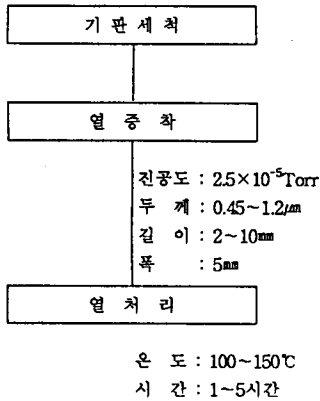 기 판 세 척
열 증 착
진공도 : 2.5×10⁻⁵Torr
두 께 : 0.45~1.2㎛
길 이 : 2~10㎜
폭 : 5㎜
열 처 리
온 도 : 100~150℃
시 간 : 1~5시간